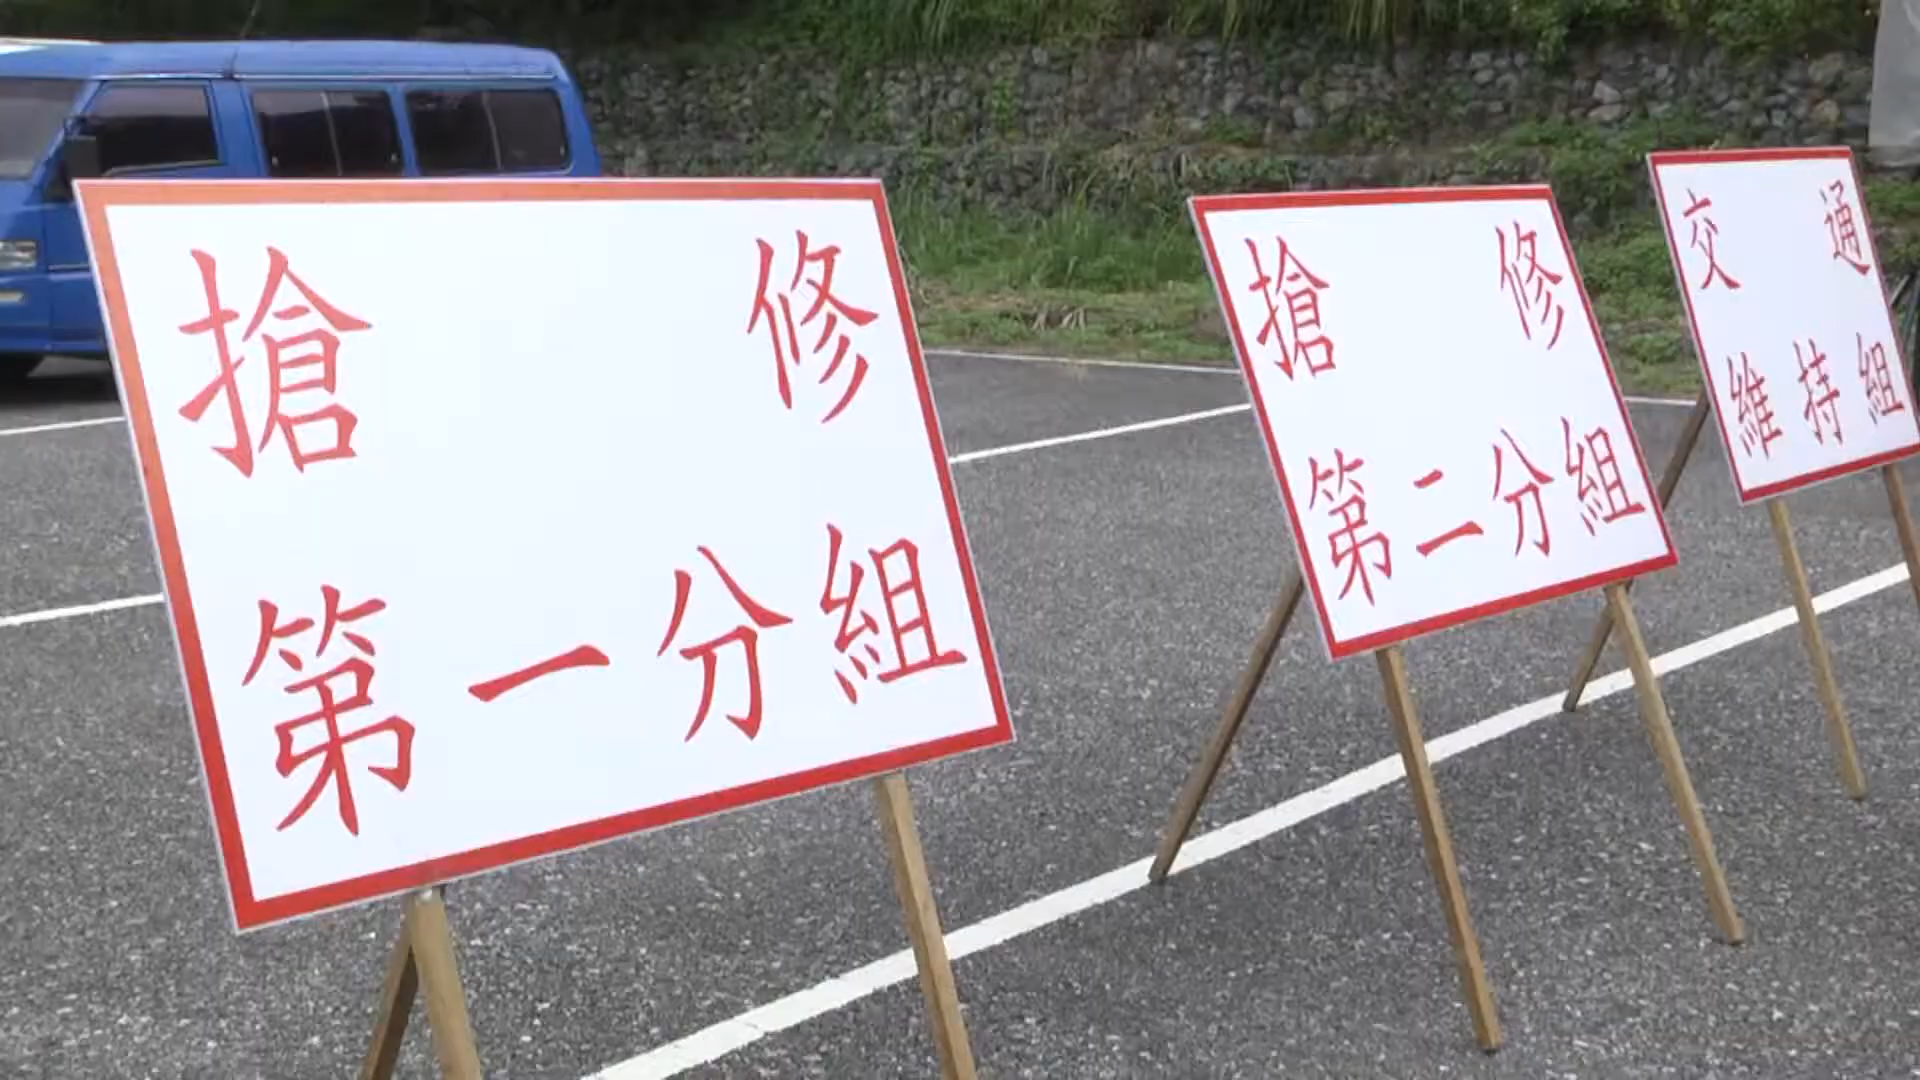 搶修
第一分組
搶修
第二分組
交通
維持組